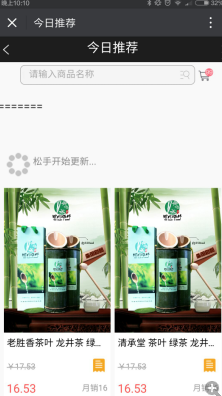 晚上10:10
32%
× 今日推荐
今日推荐
请输入商品名称
=======
松手开始更新...
老胜香茶叶 龙井茶 绿...
清承堂 茶叶 绿茶 龙井...
￥17.53
￥17.53
16.53 月销16
16.53 月销